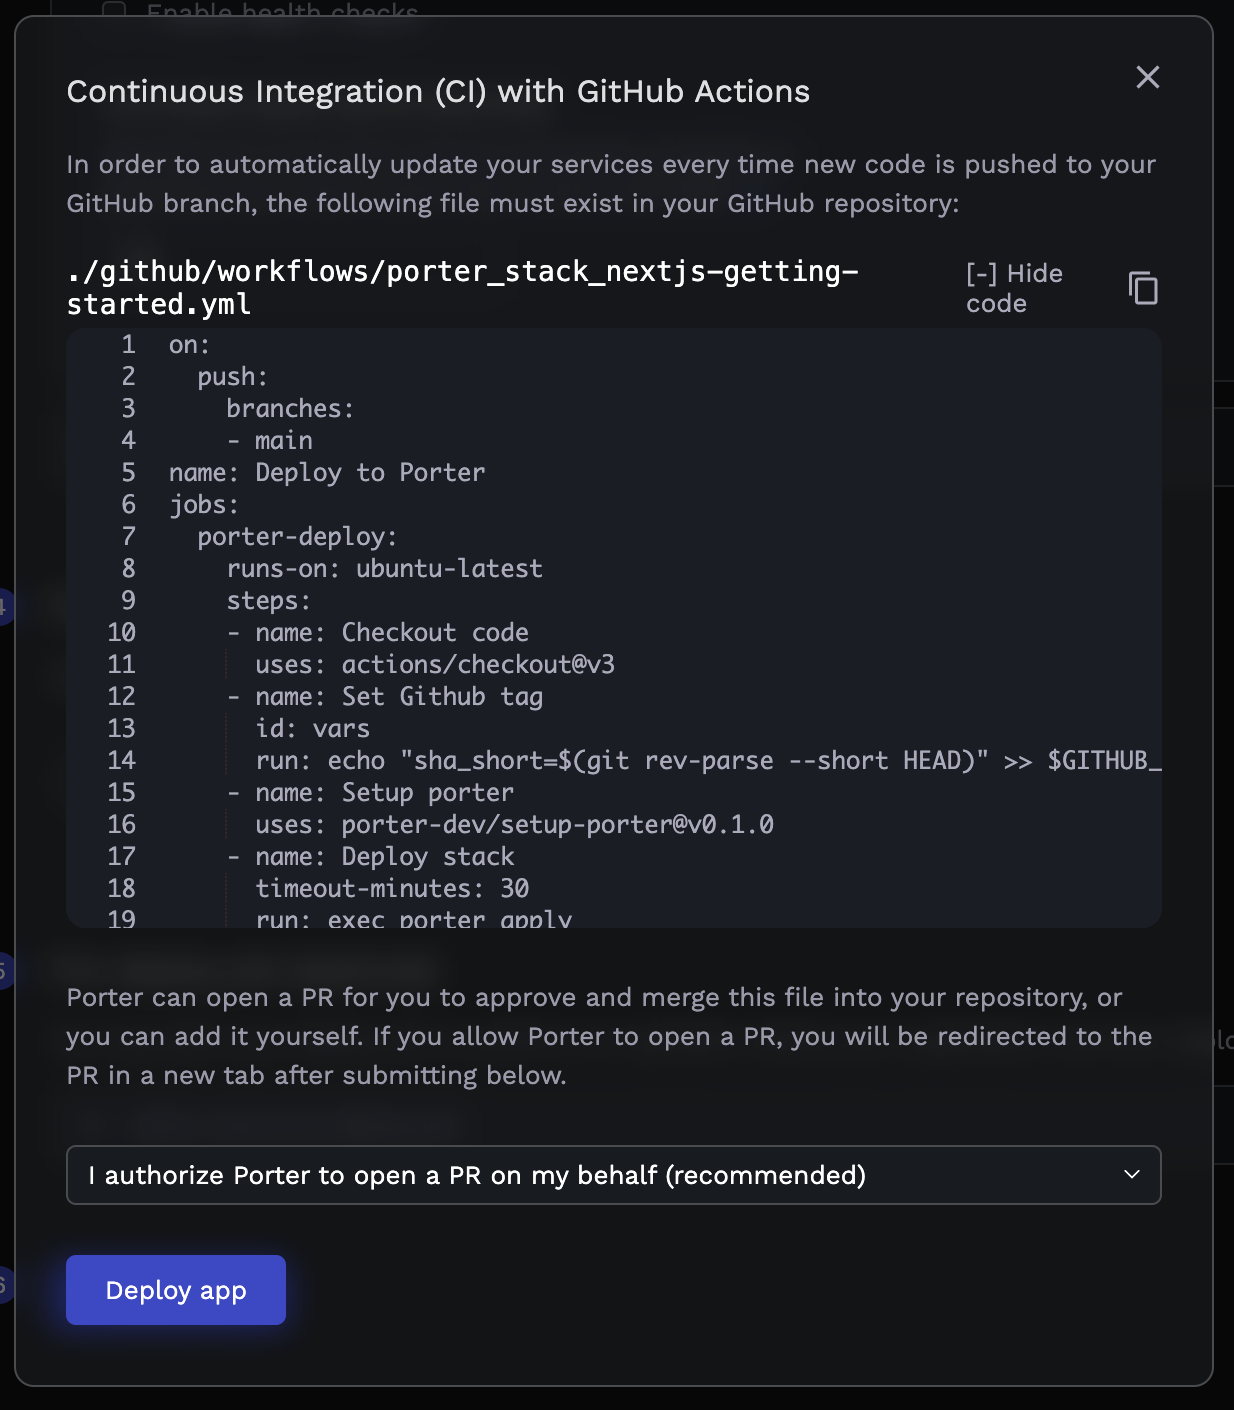 Enable health checks
Continuous Integration (CI) with GitHub Actions
In order to automatically update your services every time new code is pushed to your
GitHub branch, the following file must exist in your GitHub repository:
./github/workflows/porter_stack_nextjs-getting-
started.yml
[-] Hide
code
1 on:
2   push:
3     branches:
4     - main
5 name: Deploy to Porter
6 jobs:
7   porter-deploy:
8     runs-on: ubuntu-latest
9     steps:
10     - name: Checkout code
11       uses: actions/checkout@v3
12     - name: Set Github tag
13       id: vars
14       run: echo "sha_short=$(git rev-parse --short HEAD)" >> $GITHUB_
15     - name: Setup porter
16       uses: porter-dev/setup-porter@v0.1.0
17     - name: Deploy stack
18       timeout-minutes: 30
19       run: exec porter apply
Porter can open a PR for you to approve and merge this file into your repository, or
you can add it yourself. If you allow Porter to open a PR, you will be redirected to the
PR in a new tab after submitting below.
I authorize Porter to open a PR on my behalf (recommended)
Deploy app
4
5
6